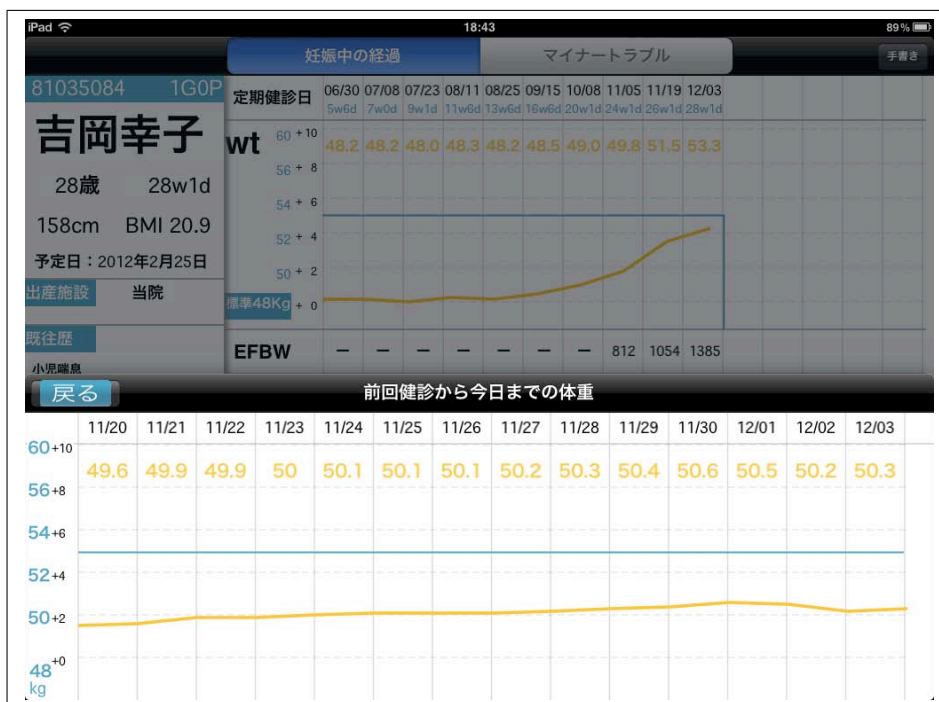 iPad 18:43 89%
妊娠中の経過 マイナートラブル 手書き
81035084 1G0P
吉岡幸子
28歳 28w1d
158cm BMI 20.9
予定日：2012年2月25日
出産施設 当院
既往歴
小児喘息
定期健診日 06/30 07/08 07/23 08/11 08/25 09/15 10/08 11/05 11/19 12/03
5w6d 7w0d 9w1d 11w6d 13w6d 16w6d 20w1d 24w1d 26w1d 28w1d
wt 60 +10 48.2 48.2 48.0 48.3 48.2 48.5 49.0 49.8 51.5 53.3
56 + 8
54 + 6
52 + 4
50 + 2
標準48Kg + 0
EFBW – – – – – – – 812 1054 1385
戻る 前回健診から今日までの体重
11/20 11/21 11/22 11/23 11/24 11/25 11/26 11/27 11/28 11/29 11/30 12/01 12/02 12/03
60+10
49.6 49.9 49.9 50 50.1 50.1 50.1 50.2 50.3 50.4 50.6 50.5 50.2 50.3
56+8
54+6
52+4
50+2
48+0
kg